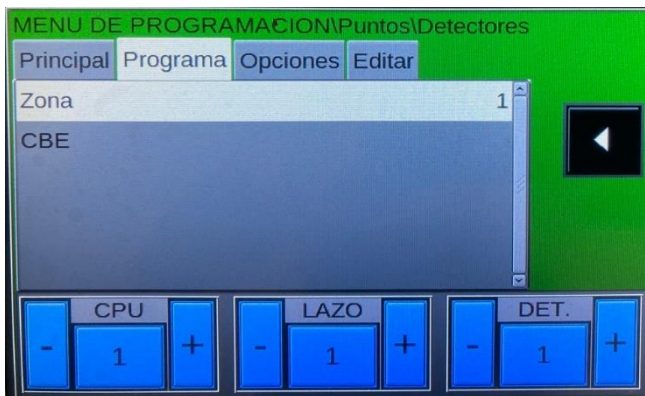 MENU DE PROGRAMACION\Puntos\Detectores
Principal Programa Opciones Editar
Zona 1
CBE
CPU LAZO DET.
- 1 + - 1 + - 1 +